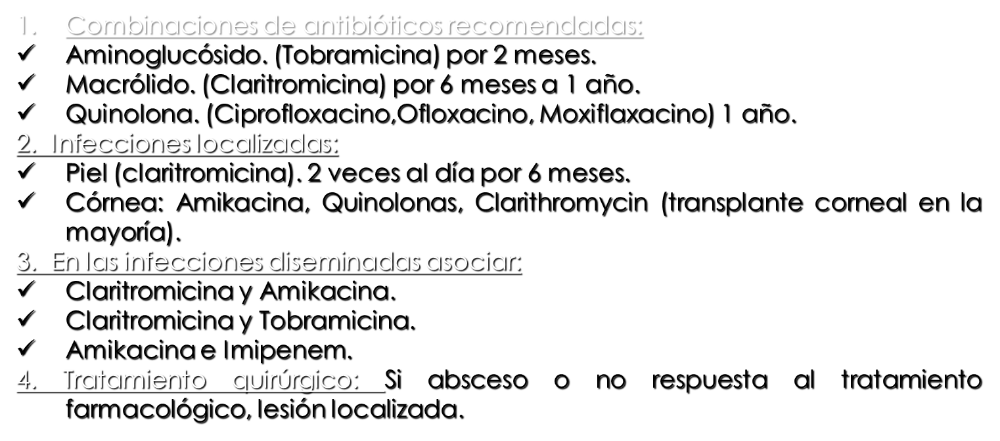 1. Combinaciones de antibióticos recomendadas:
✓ Aminoglucósido. (Tobramicina) por 2 meses.
✓ Macrólido. (Claritromicina) por 6 meses a 1 año.
✓ Quinolona. (Ciprofloxacino,Ofloxacino, Moxiflaxacino) 1 año.
2. Infecciones localizadas:
✓ Piel (claritromicina). 2 veces al día por 6 meses.
✓ Córnea: Amikacina, Quinolonas, Clarithromycin (transplante corneal en la
mayoría).
3. En las infecciones diseminadas asociar:
✓ Claritromicina y Amikacina.
✓ Claritromicina y Tobramicina.
✓ Amikacina e Imipenem.
4. Tratamiento quirúrgico: Si absceso o no respuesta al tratamiento
farmacológico, lesión localizada.